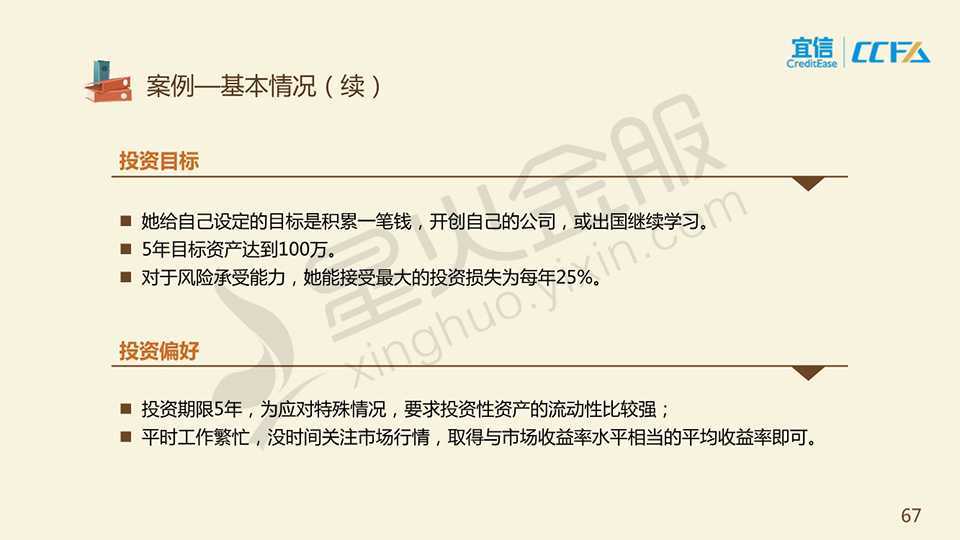 宜信
CreditEase
CCFA
案例—基本情况（续）
投资目标
她给自己设定的目标是积累一笔钱，开创自己的公司，或出国继续学习。
5年目标资产达到100万。
对于风险承受能力，她能接受最大的投资损失为每年25%。
投资偏好
投资期限5年，为应对特殊情况，要求投资性资产的流动性比较强；
平时工作繁忙，没时间关注市场行情，取得与市场收益率水平相当的平均收益率即可。
星火金服
xinghuo.yixin.com
67